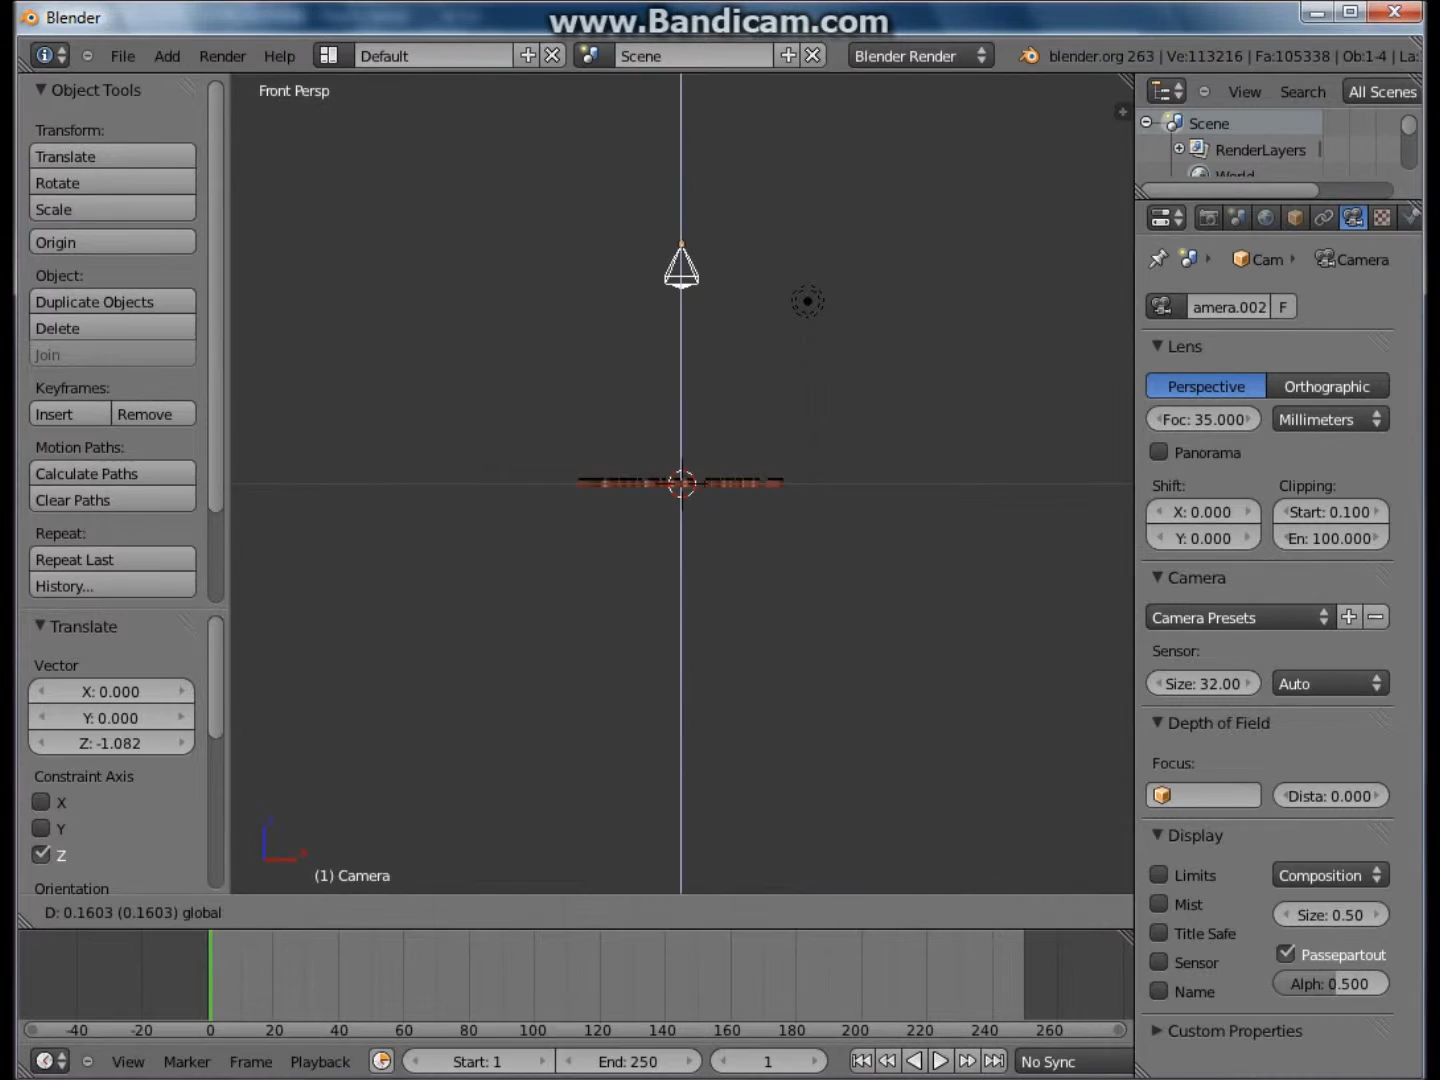 www.Bandicam.com
Blender
File Add Render Help Default Scene Blender Render blender.org 263 | Ve:113216 | Fa:105338 | Ob:1-4 | La:
Object Tools
Transform:
Translate
Rotate
Scale
Origin
Object:
Duplicate Objects
Delete
Join
Keyframes:
Insert Remove
Motion Paths:
Calculate Paths
Clear Paths
Repeat:
Repeat Last
History...
Translate
Vector
X: 0.000
Y: 0.000
Z: -1.082
Constraint Axis
X
Y
Z
Orientation
Front Persp
(1) Camera
D: 0.1603 (0.1603) global
View Search All Scenes
Scene
RenderLayers
World
Cam Camera
amera.002 F
Lens
Perspective Orthographic
Foc: 35.000 Millimeters
Panorama
Shift: Clipping:
X: 0.000 Start: 0.100
Y: 0.000 En: 100.000
Camera
Camera Presets
Sensor:
Size: 32.00 Auto
Depth of Field
Focus:
Dista: 0.000
Display
Limits Composition
Mist Size: 0.50
Title Safe
Sensor Passepartout
Name Alph: 0.500
Custom Properties
-40 -20 0 20 40 60 80 100 120 140 160 180 200 220 240 260
View Marker Frame Playback Start: 1 End: 250 1 No Sync